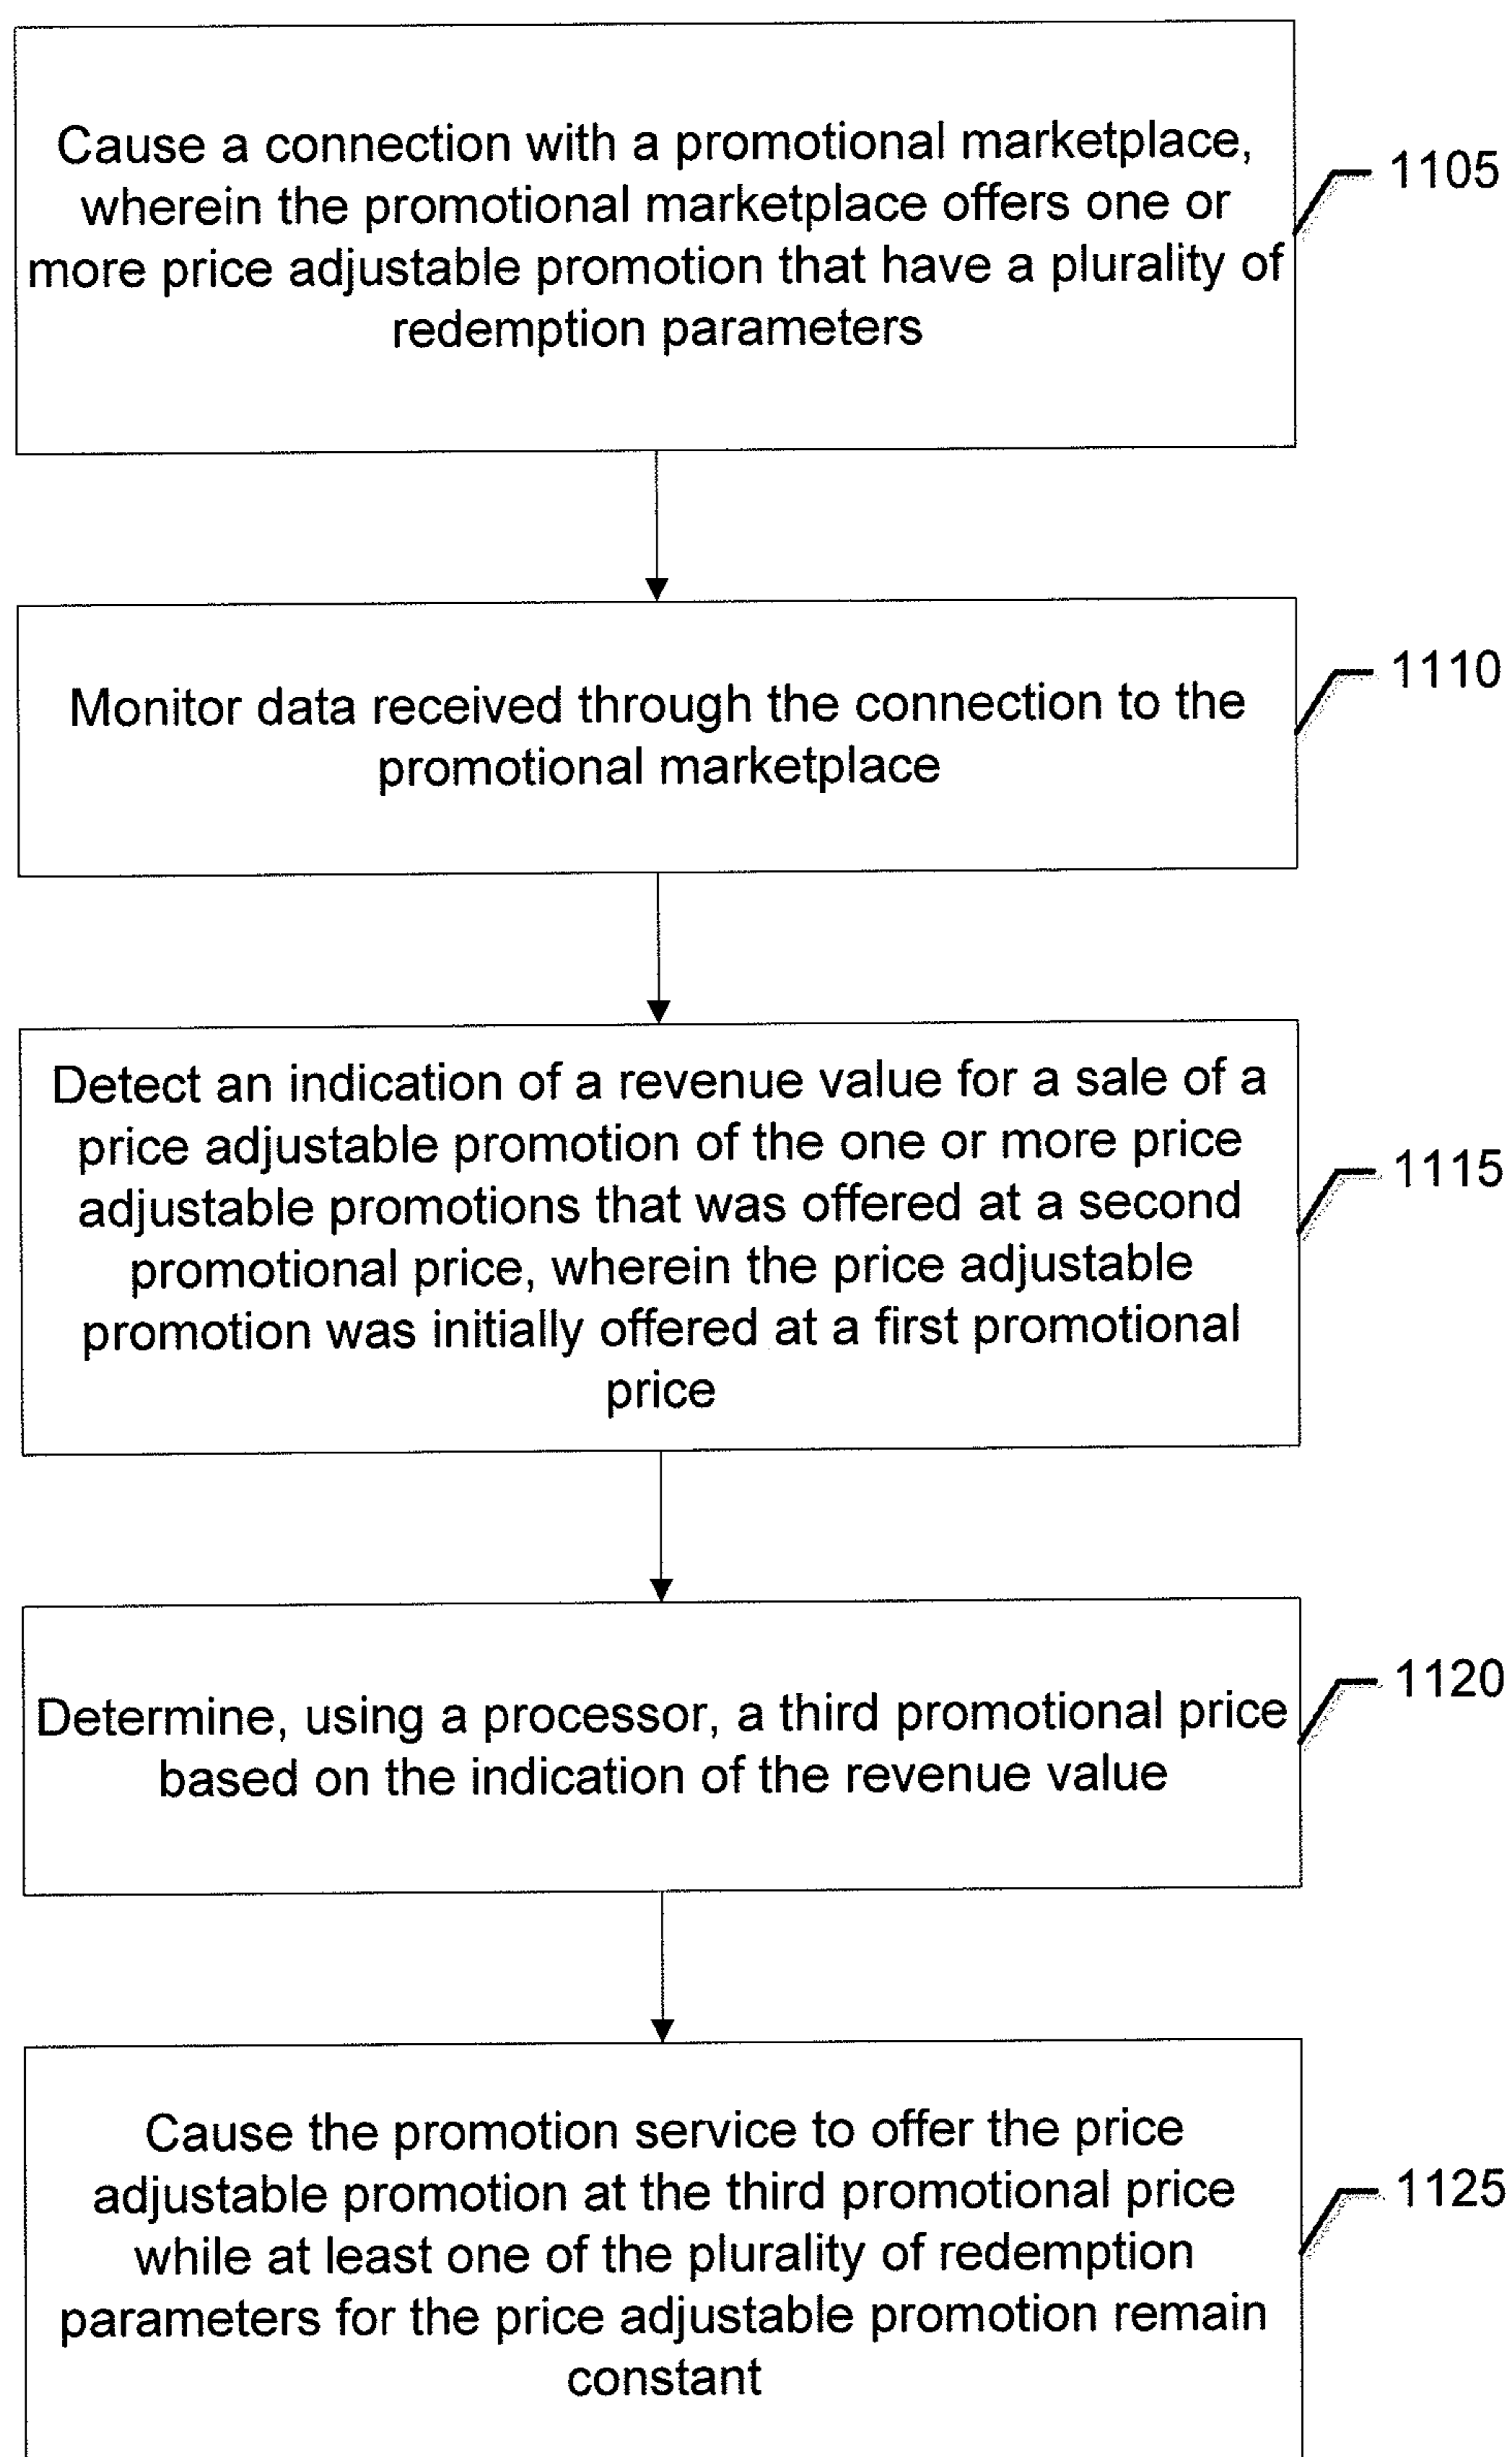 Cause a connection with a promotional marketplace,
wherein the promotional marketplace offers one or
more price adjustable promotion that have a plurality of
redemption parameters
1105
Monitor data received through the connection to the
promotional marketplace
1110
Detect an indication of a revenue value for a sale of a
price adjustable promotion of the one or more price
adjustable promotions that was offered at a second
promotional price, wherein the price adjustable
promotion was initially offered at a first promotional
price
1115
Determine, using a processor, a third promotional price
based on the indication of the revenue value
1120
Cause the promotion service to offer the price
adjustable promotion at the third promotional price
while at least one of the plurality of redemption
parameters for the price adjustable promotion remain
constant
1125